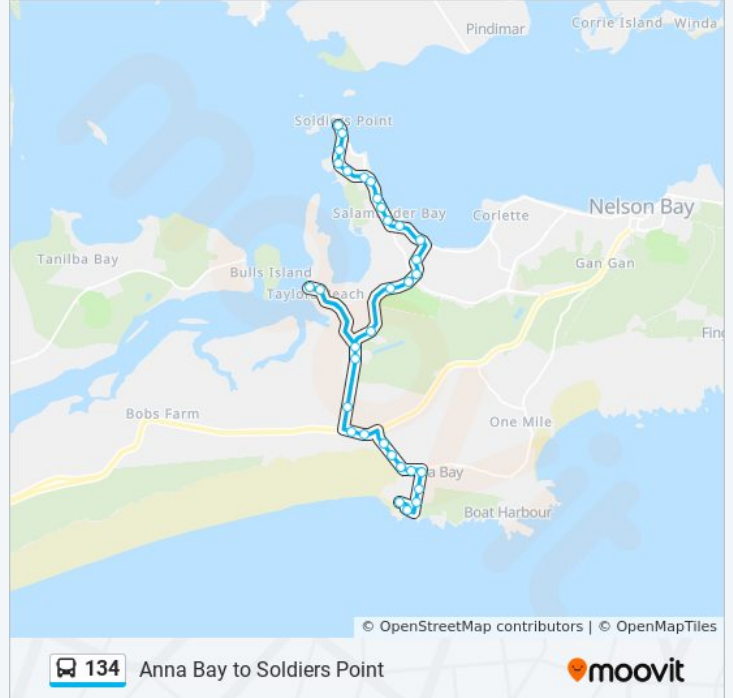 Pindimar
Corrie Island Winda
Soldiers Point
Nelson Bay
Salamander Bay
Corlette
Tanilba Bay
Gan Gan
Bulls Island
Taylors Beach
Fing
Bobs Farm
One Mile
a Bay
Boat Harbour
© OpenStreetMap contributors | © OpenMapTiles
134 Anna Bay to Soldiers Point
moovit